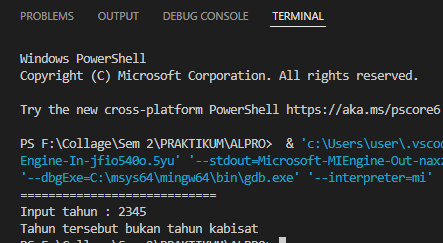 PROBLEMS OUTPUT DEBUG CONSOLE TERMINAL
Windows PowerShell
Copyright (C) Microsoft Corporation. All rights reserved.
Try the new cross-platform PowerShell https://aka.ms/pscore6
PS F:\Collage\Sem 2\PRAKTIKUM\ALPRO> & 'c:\Users\user\.vscod
Engine-In-jfio540o.5yu' '--stdout=Microsoft-MIEngine-Out-nax
'--dbgExe=C:\msys64\mingw64\bin\gdb.exe' '--interpreter=mi'
============================
Input tahun : 2345
Tahun tersebut bukan tahun kabisat
PS F:\Collage\Sem 2\PRAKTIKUM\ALPRO>